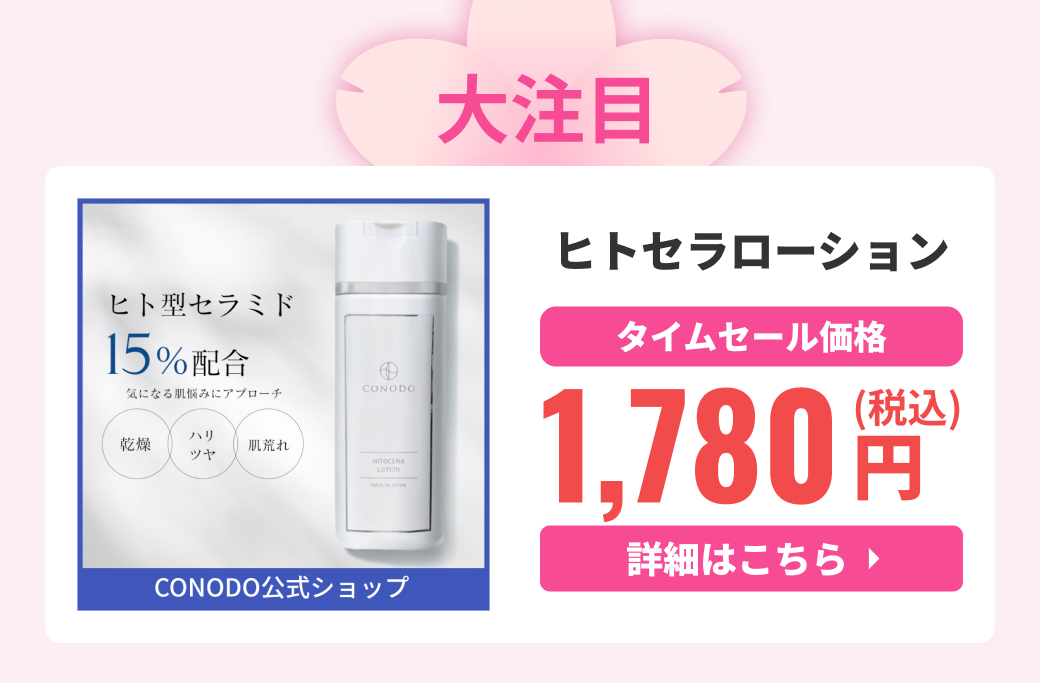 大注目
ヒト型セラミド
15%配合
気になる肌悩みにアプローチ
乾燥
ハリ
ツヤ
肌荒れ
CONODO
HITOCERA
LOTION
MADE IN JAPAN
CONODO公式ショップ
ヒトセラローション
タイムセール価格
1,780円
(税込)
詳細はこちら